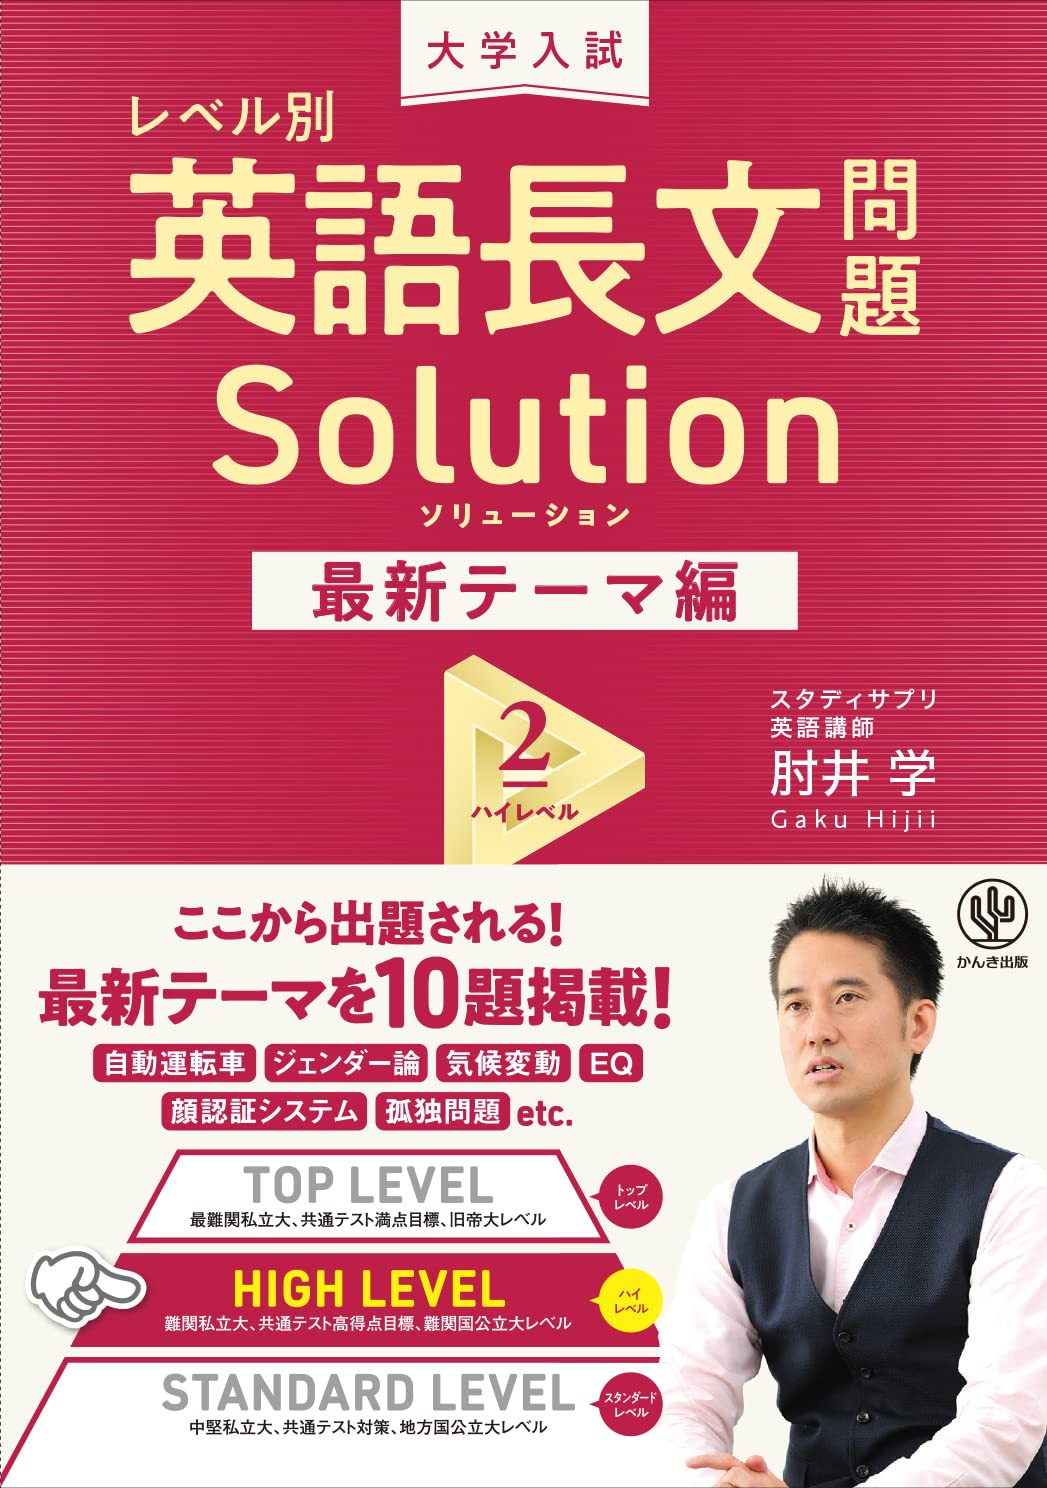 大学入試
レベル別
英語長文問題
Solution
ソリューション
最新テーマ編
2
ハイレベル
スタディサプリ
英語講師
肘井 学
Gaku Hijii
ここから出題される!
最新テーマを10題掲載!
自動運転車 ジェンダー論 気候変動 EQ
顔認証システム 孤独問題 etc.
かんき出版
TOP LEVEL
最難関私立大、共通テスト満点目標、旧帝大レベル
トップ
レベル
HIGH LEVEL
難関私立大、共通テスト高得点目標、難関国公立大レベル
ハイ
レベル
STANDARD LEVEL
中堅私立大、共通テスト対策、地方国公立大レベル
スタンダード
レベル